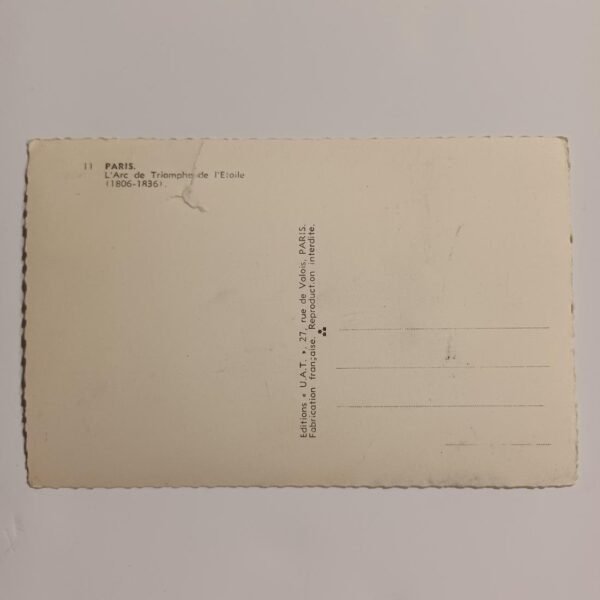 11 PARIS.
L'Arc de Triomphe de l'Etoile
(1806-1836).
Editions « U.A.T. », 27, rue de Valois, PARIS.
Fabrication française. Reproduction interdite.